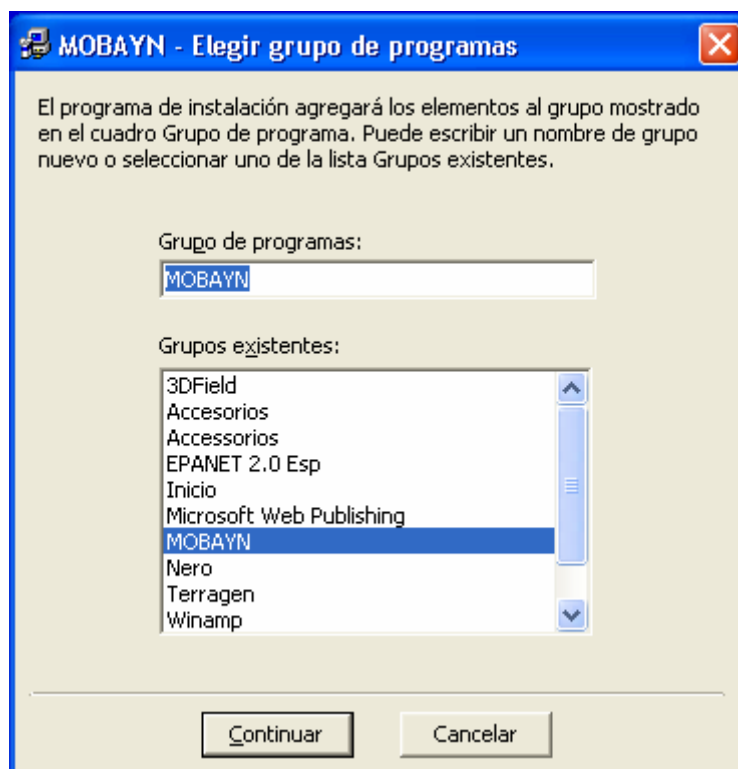 MOBAYN - Elegir grupo de programas
El programa de instalación agregará los elementos al grupo mostrado
en el cuadro Grupo de programa. Puede escribir un nombre de grupo
nuevo o seleccionar uno de la lista Grupos existentes.
Grupo de programas:
MOBAYN
Grupos existentes:
3DField
Accesorios
Accessorios
EPANET 2.0 Esp
Inicio
Microsoft Web Publishing
MOBAYN
Nero
Terragen
Winamp
Continuar
Cancelar